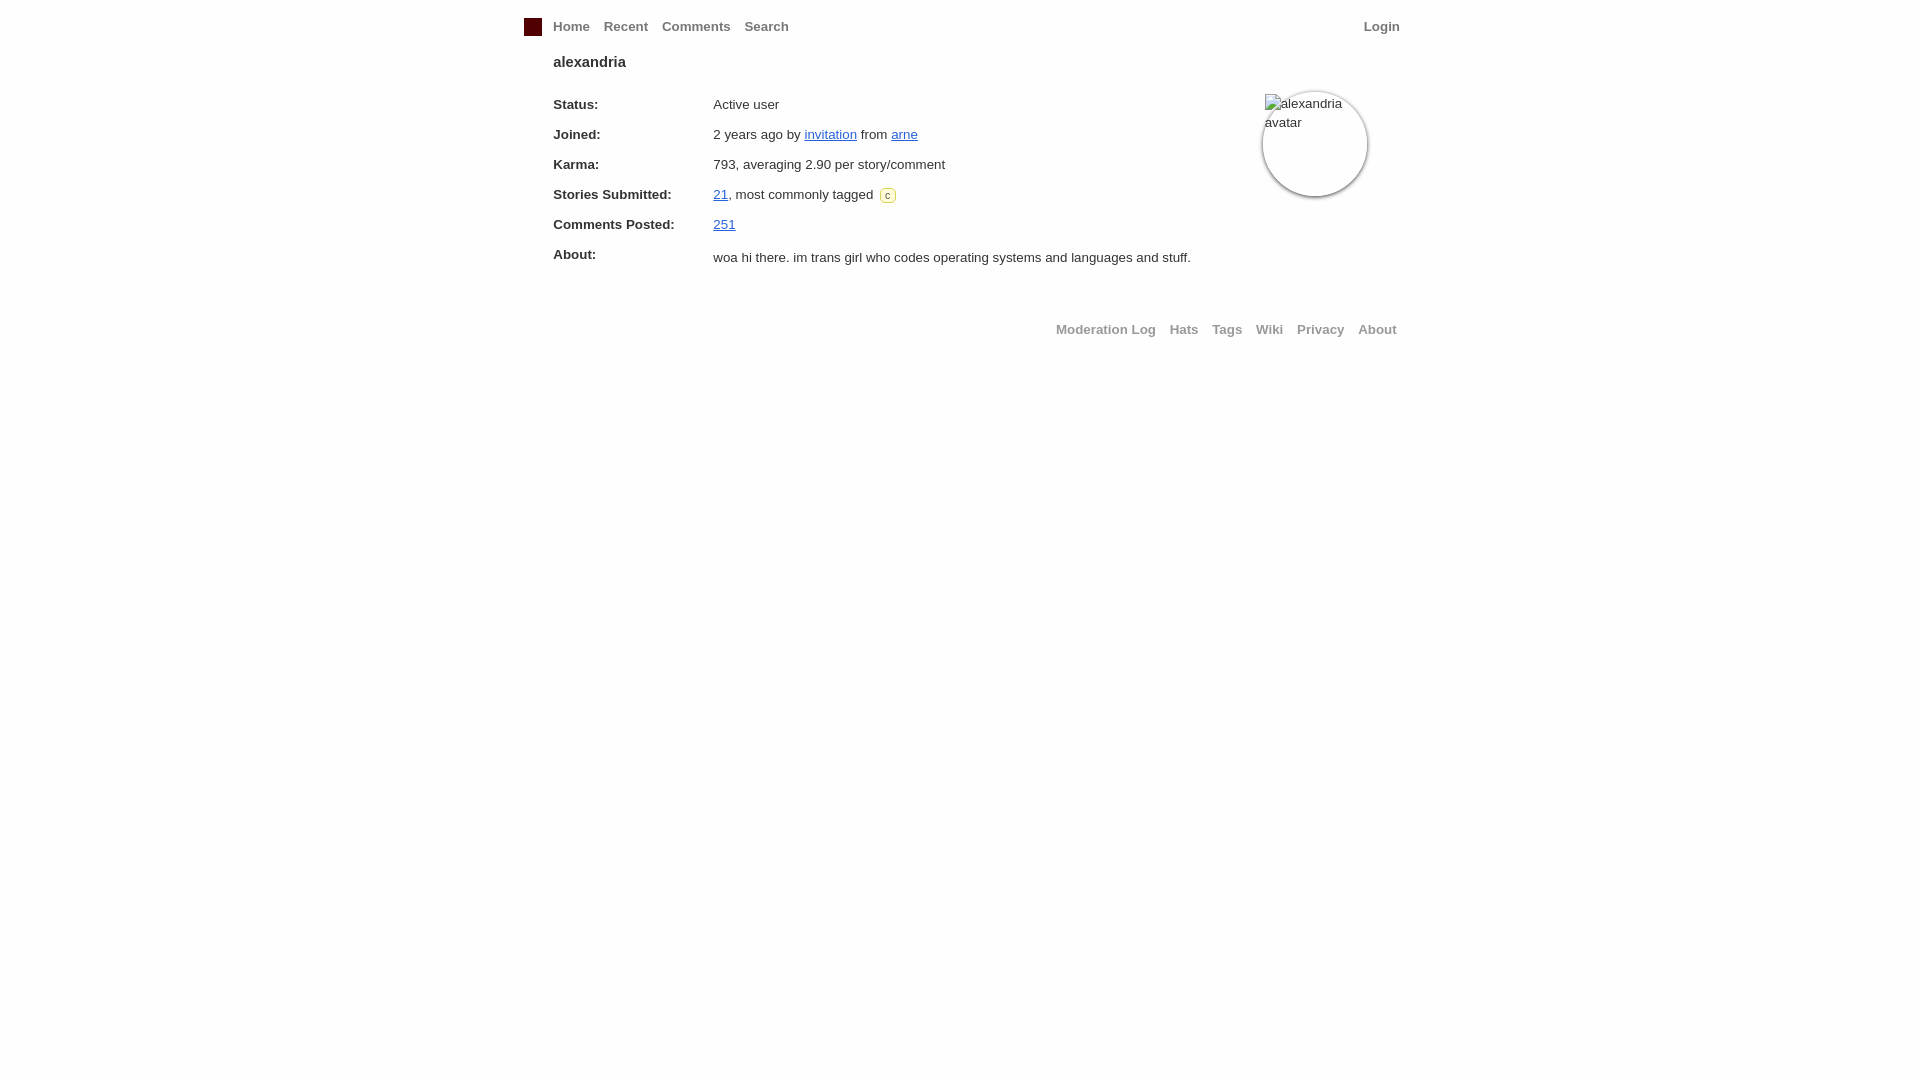 Home Recent Comments Search Login
alexandria
Status: Active user
Joined: 2 years ago by invitation from arne
Karma: 793, averaging 2.90 per story/comment
Stories Submitted: 21, most commonly tagged c
Comments Posted: 251
About: woa hi there. im trans girl who codes operating systems and languages and stuff.
alexandria
avatar
Moderation Log Hats Tags Wiki Privacy About